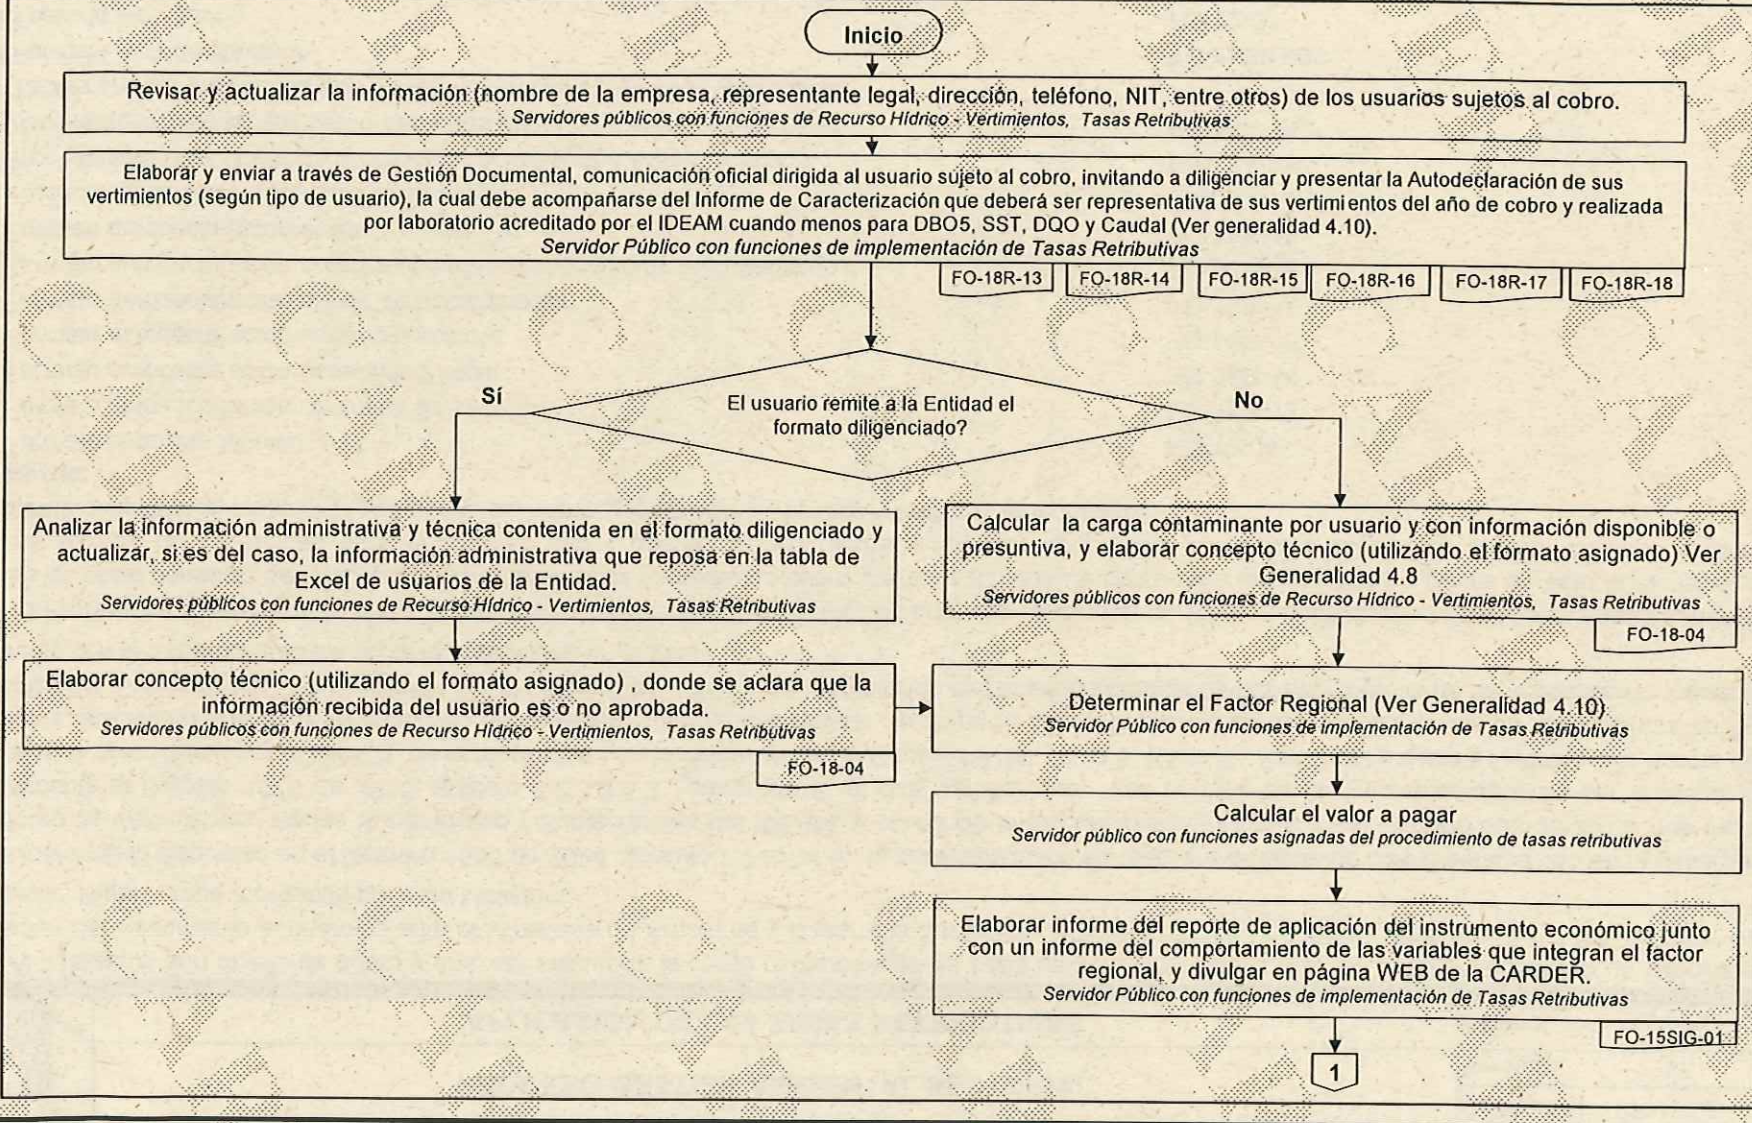 Inicio
Revisar y actualizar la información (nombre de la empresa, representante legal, dirección, teléfono, NIT, entre otros) de los usuarios sujetos al cobro.
Servidores públicos con funciones de Recurso Hídrico - Vertimientos, Tasas Retributivas
Elaborar y enviar a través de Gestión Documental, comunicación oficial dirigida al usuario sujeto al cobro, invitando a diligenciar y presentar la Autodeclaración de sus
vertimientos (según tipo de usuario), la cual debe acompañarse del Informe de Caracterización que deberá ser representativa de sus vertimientos del año de cobro y realizada
por laboratorio acreditado por el IDEAM cuando menos para DBO5, SST, DQO y Caudal (Ver generalidad 4.10).
Servidor Público con funciones de implementación de Tasas Retributivas
FO-18R-13 FO-18R-14 FO-18R-15 FO-18R-16 FO-18R-17 FO-18R-18
Sí
El usuario remite a la Entidad el
formato diligenciado?
No
Analizar la información administrativa y técnica contenida en el formato diligenciado y
actualizar, si es del caso, la información administrativa que reposa en la tabla de
Excel de usuarios de la Entidad.
Servidores públicos con funciones de Recurso Hídrico - Vertimientos, Tasas Retributivas
Calcular la carga contaminante por usuario y con información disponible o
presuntiva, y elaborar concepto técnico (utilizando el formato asignado) Ver
Generalidad 4.8
Servidores públicos con funciones de Recurso Hídrico - Vertimientos, Tasas Retributivas
FO-18-04
Elaborar concepto técnico (utilizando el formato asignado) , donde se aclara que la
información recibida del usuario es o no aprobada.
Servidores públicos con funciones de Recurso Hídrico - Vertimientos, Tasas Retributivas
FO-18-04
Determinar el Factor Regional (Ver Generalidad 4.10)
Servidor Público con funciones de implementación de Tasas Retributivas
Calcular el valor a pagar
Servidor público con funciones asignadas del procedimiento de tasas retributivas
Elaborar informe del reporte de aplicación del instrumento económico junto
con un informe del comportamiento de las variables que integran el factor
regional, y divulgar en página WEB de la CARDER.
Servidor Público con funciones de implementación de Tasas Retributivas
FO-15SIG-01
1